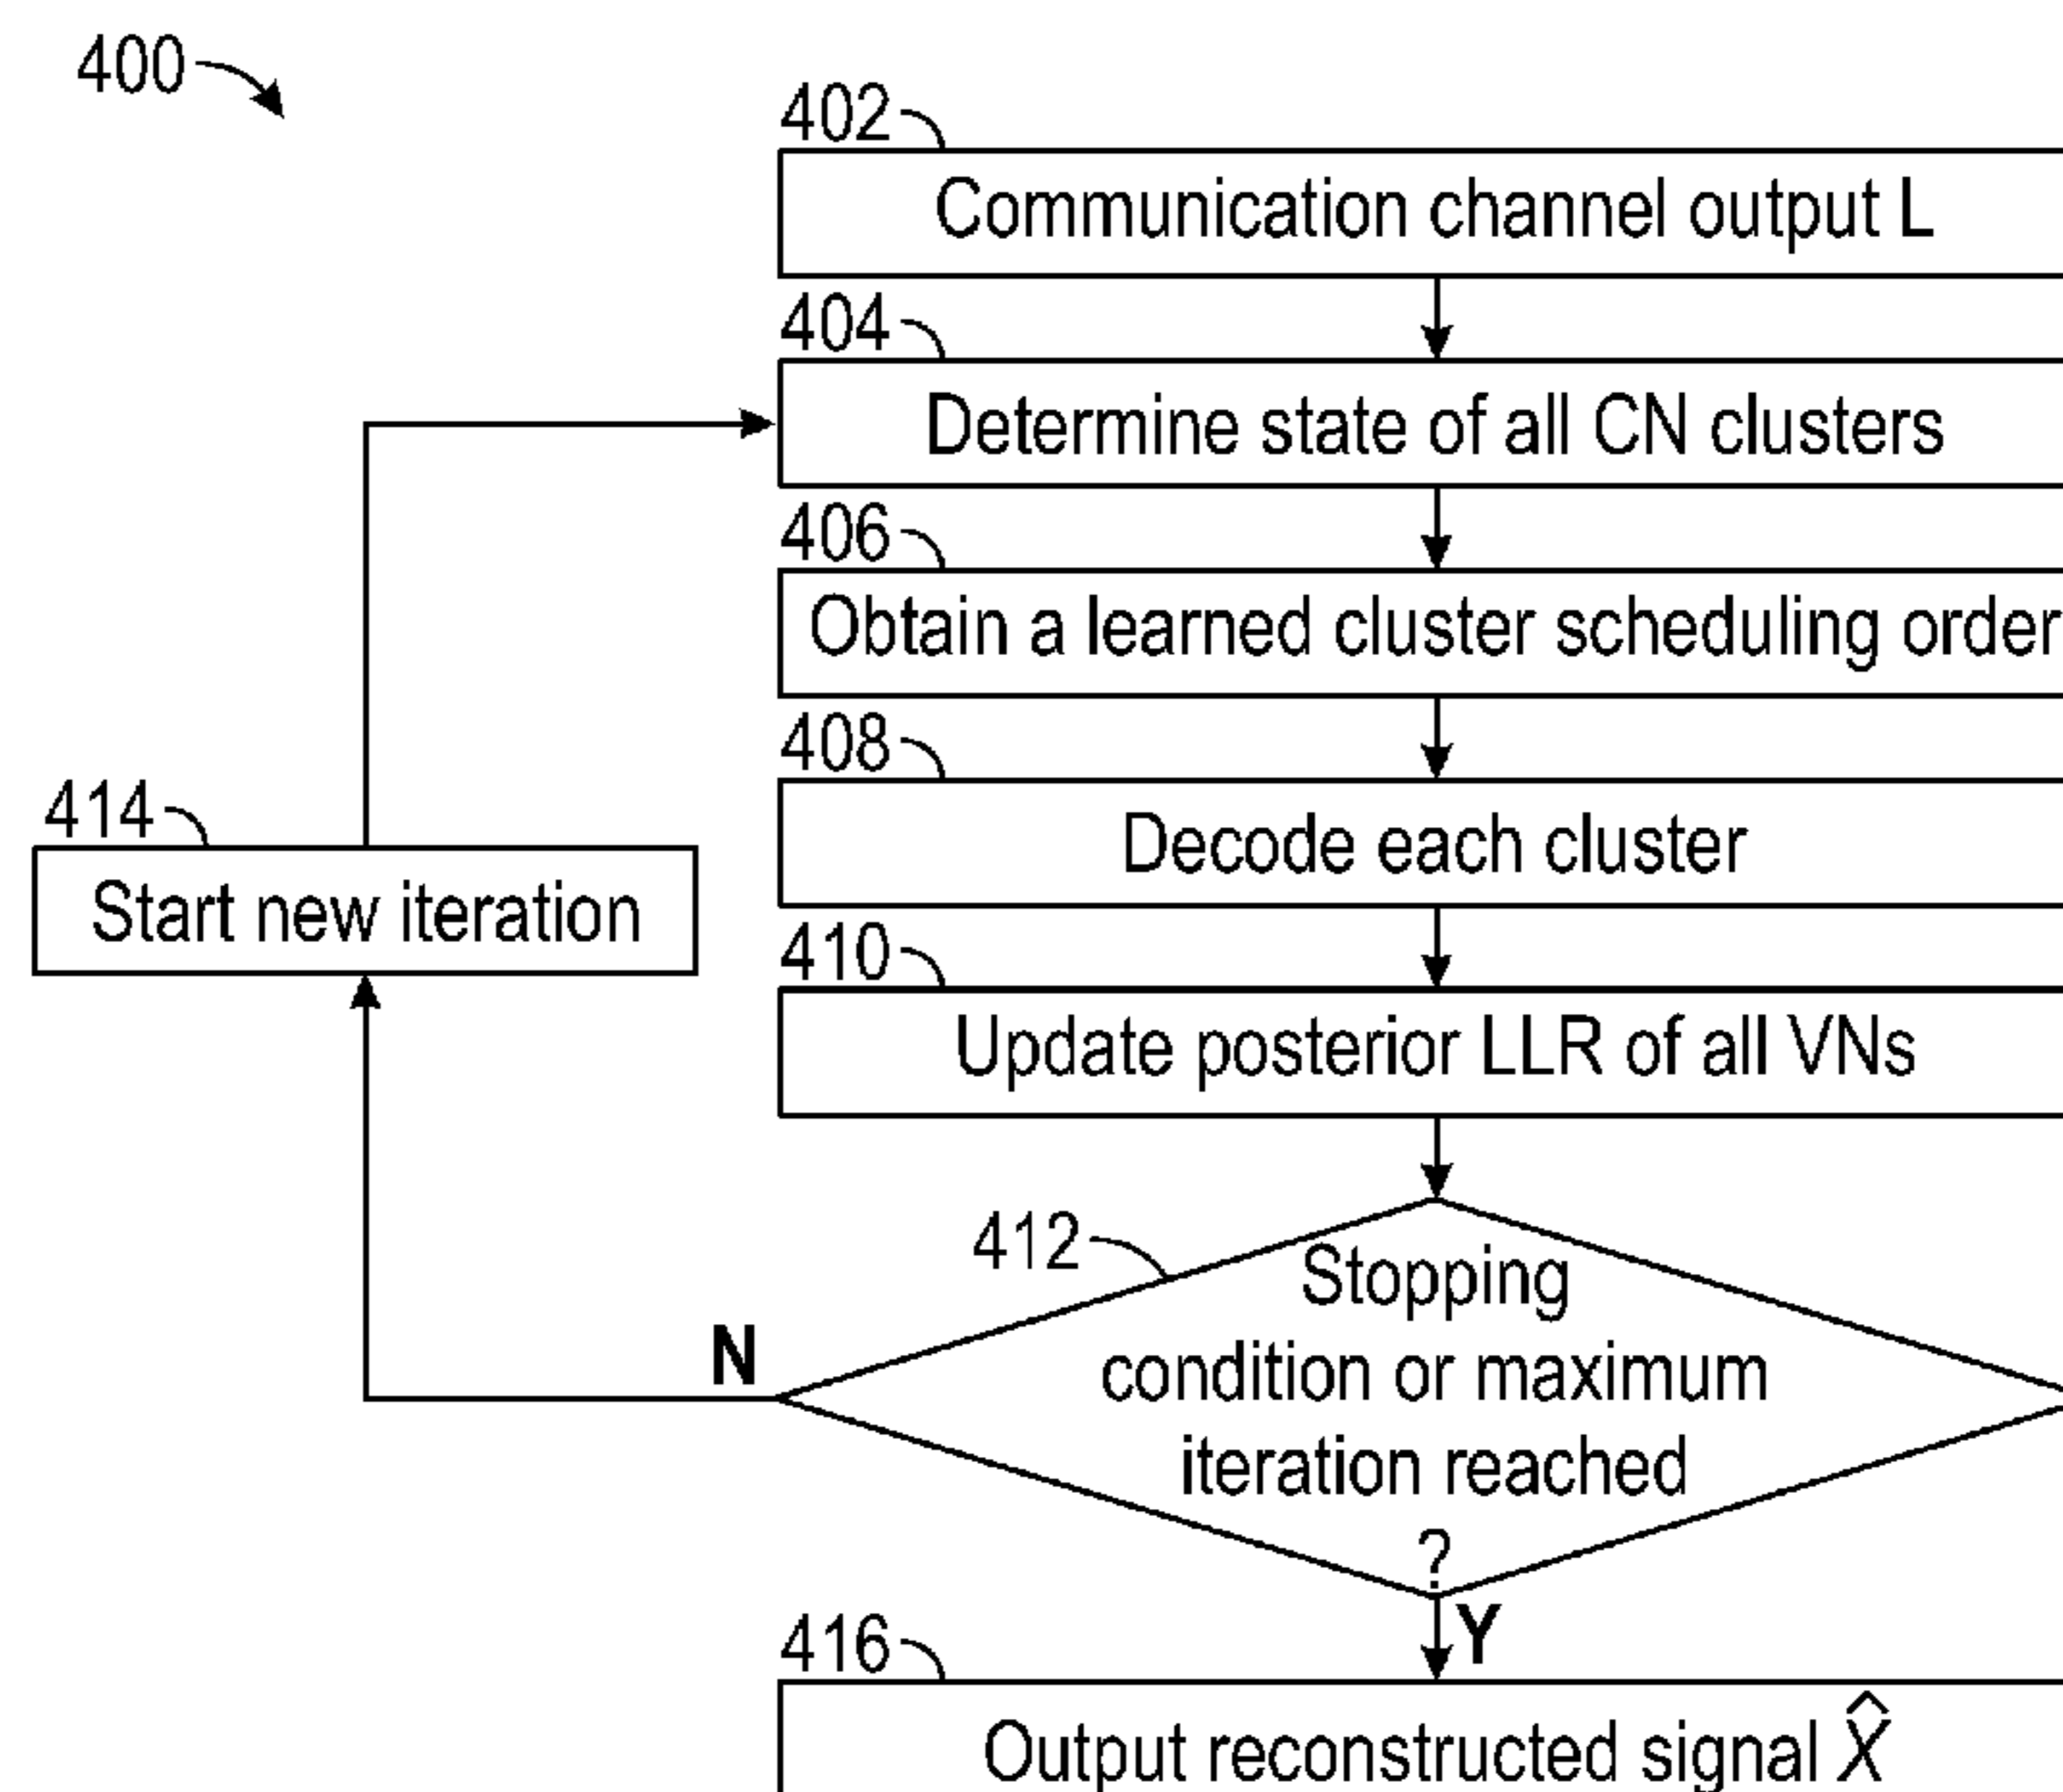 400
402
Communication channel output L
404
Determine state of all CN clusters
406
Obtain a learned cluster scheduling order
408
Decode each cluster
414
Start new iteration
410
Update posterior LLR of all VNs
412
Stopping
condition or maximum
iteration reached
?
N
Y
416
Output reconstructed signal X̂